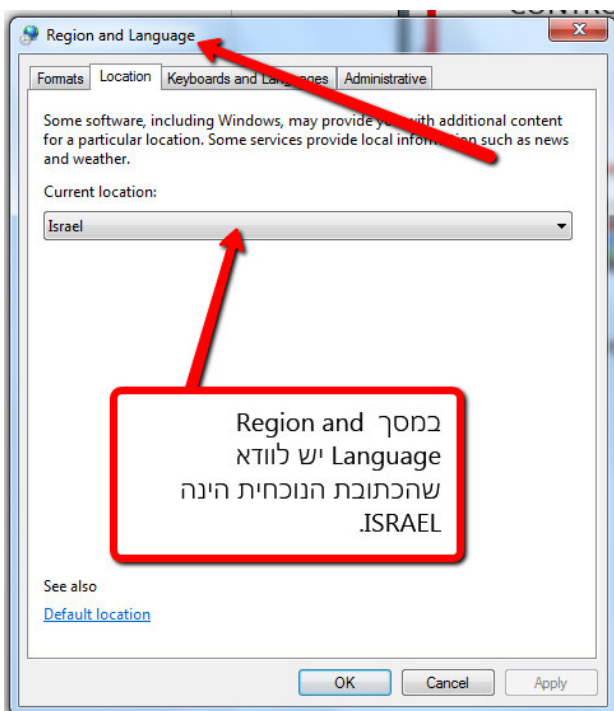 CONTRO
Region and Language
Formats Location Keyboards and Languages Administrative
Some software, including Windows, may provide you with additional content
for a particular location. Some services provide local information such as news
and weather.
Current location:
Israel
במסך Region and
Language יש לוודא
שהכתובת הנוכחית הינה
ISRAEL.
See also
Default location
OK Cancel Apply